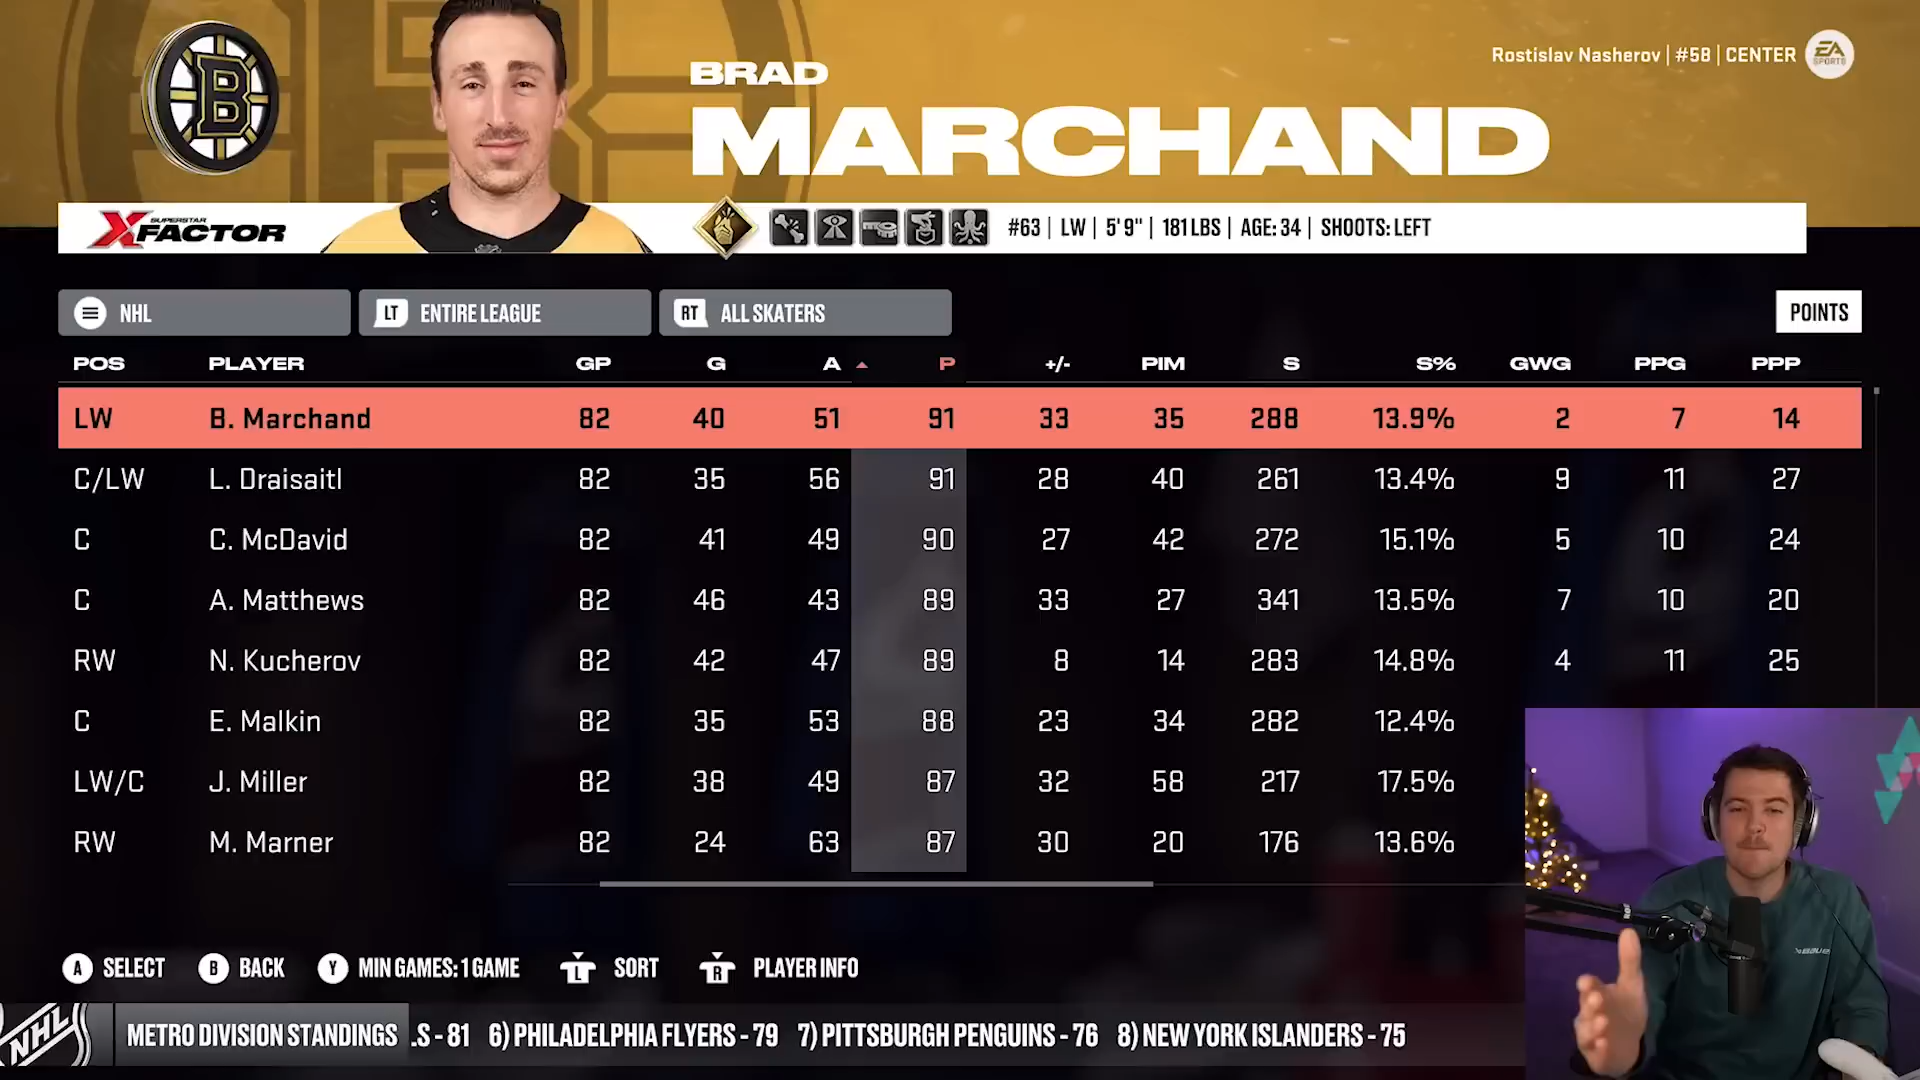 BRAD
MARCHAND
Rostislav Nasherov | #58 | CENTER
EA SPORTS
B
SUPERSTAR
X FACTOR
#63 | LW | 5' 9" | 181 LBS | AGE: 34 | SHOOTS: LEFT
NHL
LT ENTIRE LEAGUE
RT ALL SKATERS
POINTS
POS PLAYER GP G A P +/- PIM S S% GWG PPG PPP
LW B. Marchand 82 40 51 91 33 35 288 13.9% 2 7 14
C/LW L. Draisaitl 82 35 56 91 28 40 261 13.4% 9 11 27
C C. McDavid 82 41 49 90 27 42 272 15.1% 5 10 24
C A. Matthews 82 46 43 89 33 27 341 13.5% 7 10 20
RW N. Kucherov 82 42 47 89 8 14 283 14.8% 4 11 25
C E. Malkin 82 35 53 88 23 34 282 12.4%
LW/C J. Miller 82 38 49 87 32 58 217 17.5%
RW M. Marner 82 24 63 87 30 20 176 13.6%
BAUER
A SELECT B BACK Y MIN GAMES: 1 GAME L SORT R PLAYER INFO
NHL METRO DIVISION STANDINGS .S - 81 6) PHILADELPHIA FLYERS - 79 7) PITTSBURGH PENGUINS - 76 8) NEW YORK ISLANDERS - 75